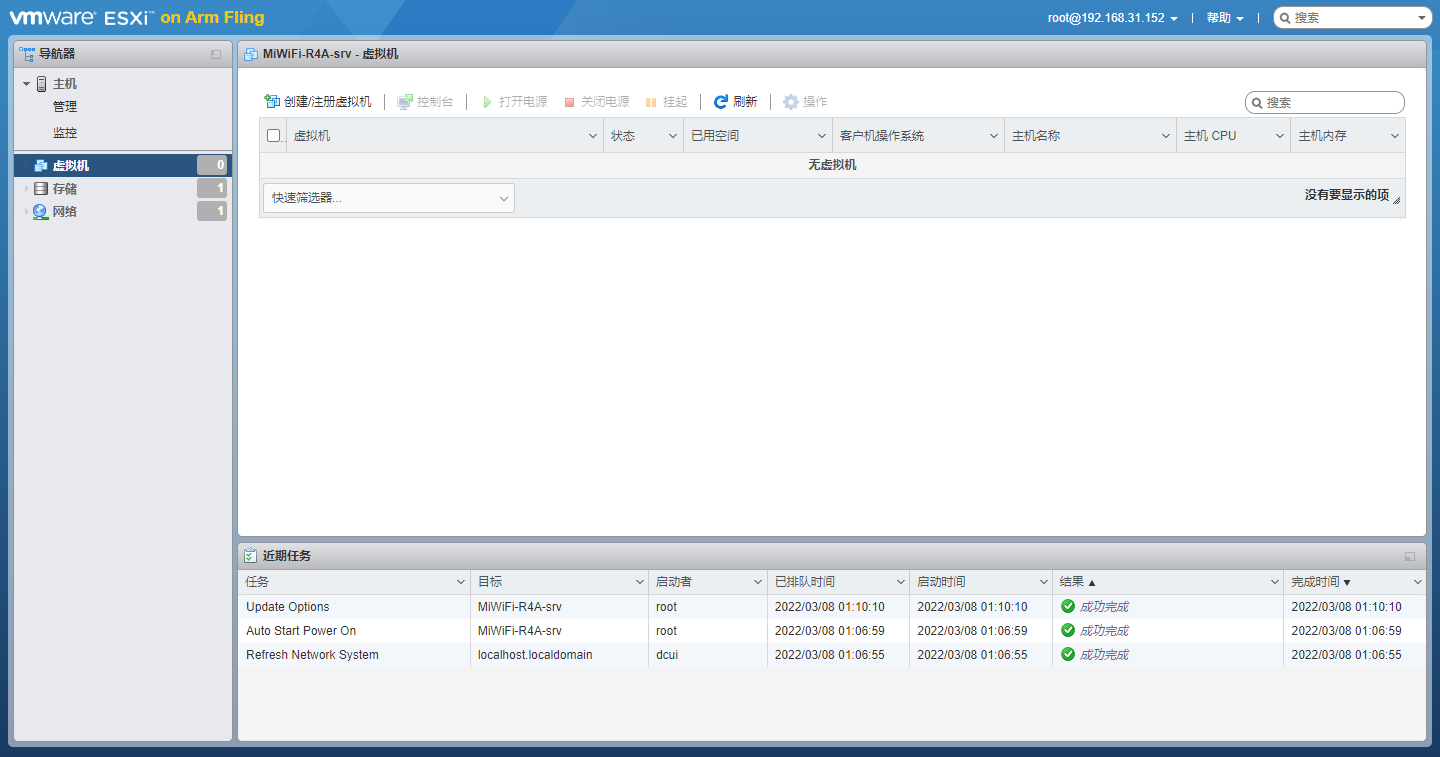 vmware ESXi™ on Arm Fling
root@192.168.31.152 | 帮助 | 搜索
导航器
主机
管理
监控
虚拟机 0
存储 1
网络 1
MiWiFi-R4A-srv - 虚拟机
创建/注册虚拟机 | 控制台 | 打开电源 关闭电源 挂起 | 刷新 | 操作 搜索
虚拟机 状态 已用空间 客户机操作系统 主机名称 主机 CPU 主机内存
无虚拟机
快速筛选器... 没有要显示的项
近期任务
任务 目标 启动者 已排队时间 启动时间 结果 ▲ 完成时间 ▼
Update Options MiWiFi-R4A-srv root 2022/03/08 01:10:10 2022/03/08 01:10:10 成功完成 2022/03/08 01:10:10
Auto Start Power On MiWiFi-R4A-srv root 2022/03/08 01:06:59 2022/03/08 01:06:59 成功完成 2022/03/08 01:06:59
Refresh Network System localhost.localdomain dcui 2022/03/08 01:06:55 2022/03/08 01:06:55 成功完成 2022/03/08 01:06:55